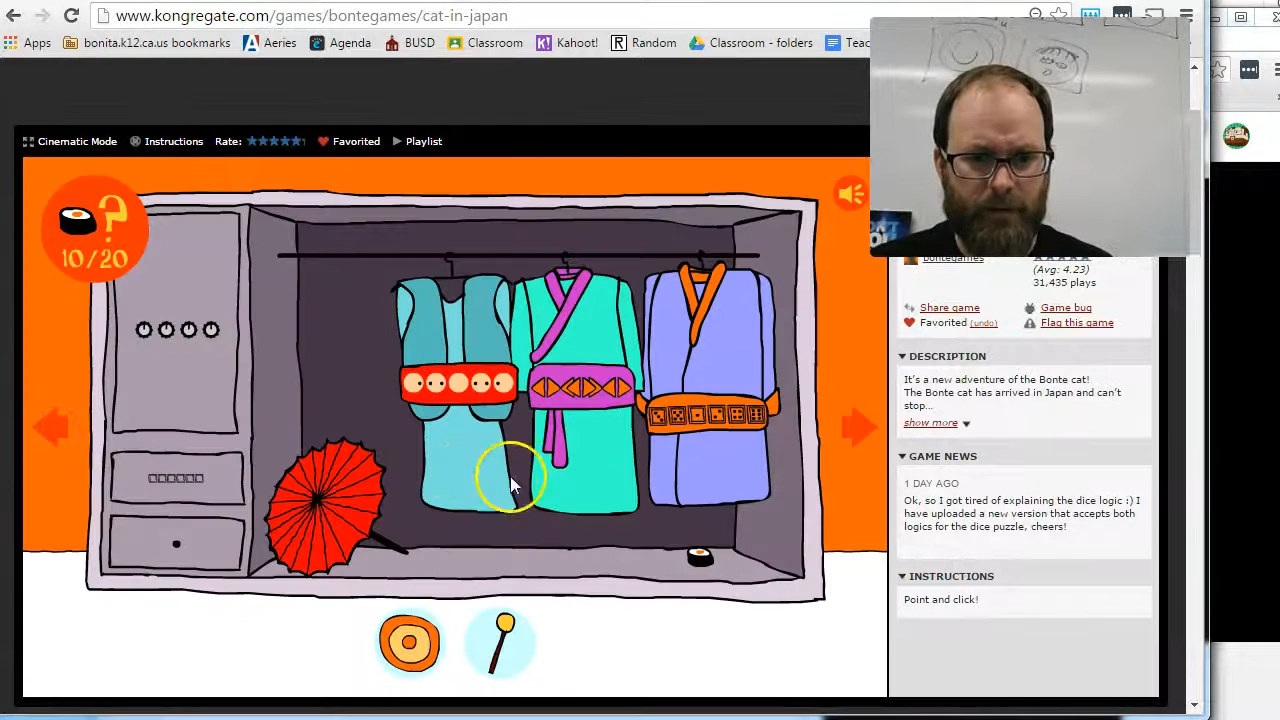 www.kongregate.com/games/bontegames/cat-in-japan
Apps bonita.k12.ca.us bookmarks Aeries Agenda BUSD Classroom Kahoot! Random Classroom - folders
Cinematic Mode Instructions Rate: Favorited Playlist
10/20
bontegames
(Avg: 4.23)
31,435 plays
Share game Game bug
Favorited (undo) Flag this game
DESCRIPTION
It's a new adventure of the Bonte cat!
The Bonte cat has arrived in Japan and can't
stop...
show more
GAME NEWS
1 DAY AGO
Ok, so I got tired of explaining the dice logic :) I
have uploaded a new version that accepts both
logics for the dice puzzle, cheers!
INSTRUCTIONS
Point and click!